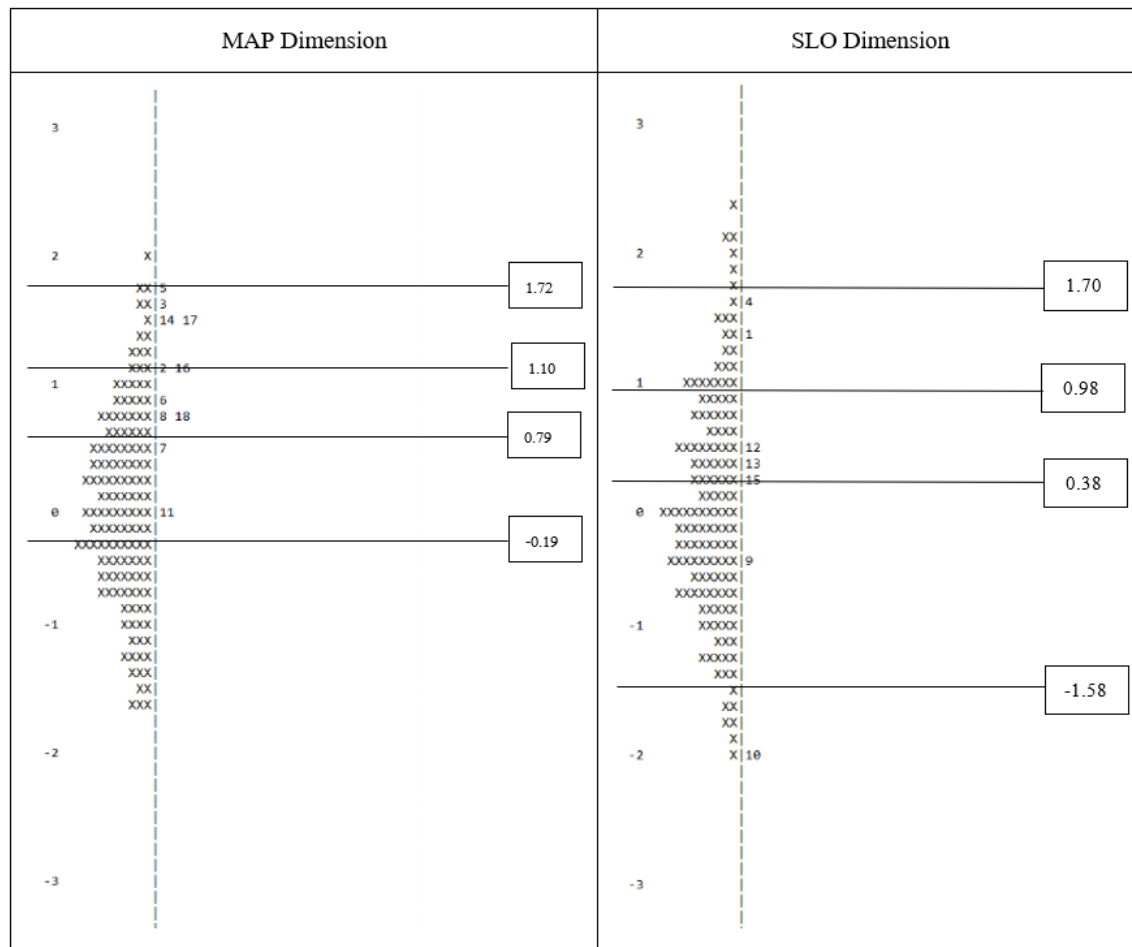 MAP Dimension
3
2 X
XX 5
1.72
XX 3
X 14 17
XX
XXX
XXX 2 16
1.10
1 XXXXX
XXXXX 6
XXXXXXX 8 18
XXXXXX
0.79
XXXXXXXX 7
XXXXXXXX
XXXXXXXXX
XXXXXXX
0 XXXXXXXXX 11
XXXXXXXX
XXXXXXXXXX
-0.19
XXXXXXX
XXXXXXX
XXXXXXX
XXXX
-1 XXXX
XXX
XXXX
XXX
XX
XXX
-2
-3
SLO Dimension
3
X
XX
2 X
X
X
1.70
X 4
XXX
XX 1
XX
XXX
1 XXXXXXX
0.98
XXXXX
XXXXXX
XXXX
XXXXXXXX 12
XXXXXX 13
XXXXXX 15
0.38
XXXXX
0 XXXXXXXXXX
XXXXXXXX
XXXXXXXX
XXXXXXXXX 9
XXXXXX
XXXXXXXX
XXXXX
-1 XXXXX
XXX
XXXXX
XXX
X
-1.58
XX
XX
X
-2 X 10
-3